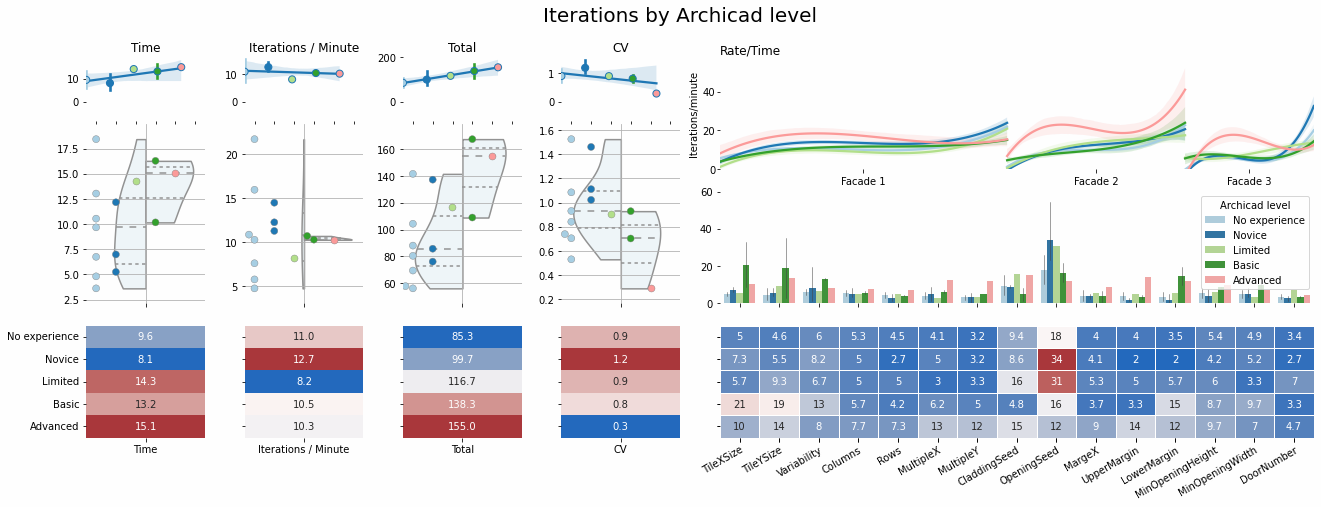 Iterations by Archicad level
Time
Iterations / Minute
Total
CV
Rate/Time
10
0
10
0
200
100
0
1
0
Iterations/minute
40
20
0
Facade 1
Facade 2
Facade 3
17.5
15.0
12.5
10.0
7.5
5.0
2.5
20
15
10
5
160
140
120
100
80
60
1.6
1.4
1.2
1.0
0.8
0.6
0.4
0.2
60
40
20
0
Archicad level
No experience
Novice
Limited
Basic
Advanced
No experience 9.6 11.0 85.3 0.9 5 4.6 6 5.3 4.5 4.1 3.2 9.4 18 4 4 3.5 5.4 4.9 3.4
Novice 8.1 12.7 99.7 1.2 7.3 5.5 8.2 5 2.7 5 3.2 8.6 34 4.1 2 2 4.2 5.2 2.7
Limited 14.3 8.2 116.7 0.9 5.7 9.3 6.7 5 5 3 3.3 16 31 5.3 5 5.7 6 3.3 7
Basic 13.2 10.5 138.3 0.8 21 19 13 5.7 4.2 6.2 5 4.8 16 3.7 3.3 15 8.7 9.7 3.3
Advanced 15.1 10.3 155.0 0.3 10 14 8 7.7 7.3 13 12 15 12 9 14 12 9.7 7 4.7
Time
Iterations / Minute
Total
CV
TileXSize
TileYSize
Variability
Columns
Rows
MultipleX
MultipleY
CladdingSeed
OpeningSeed
MargeX
UpperMargin
LowerMargin
MinOpeningHeight
MinOpeningWidth
DoorNumber